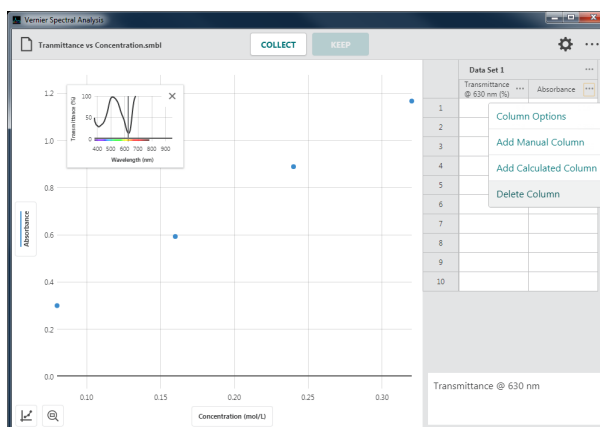 Vernier Spectral Analysis
Tranmittance vs Concentration.smbl
COLLECT
KEEP
Data Set 1
Transmittance @ 630 nm (%)
Absorbance
1
2
3
4
5
6
7
8
9
10
Column Options
Add Manual Column
Add Calculated Column
Delete Column
Transmittance @ 630 nm
Transmittance (%)
100
50
0
400 500 600 700 800 900
Wavelength (nm)
Absorbance
1.2
1.0
0.8
0.6
0.4
0.2
0.0
0.10 0.15 0.20 0.25 0.30
Concentration (mol/L)